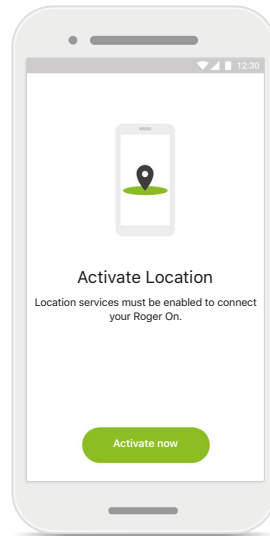 12:30
Activate Location
Location services must be enabled to connect
your Roger On.
Activate now